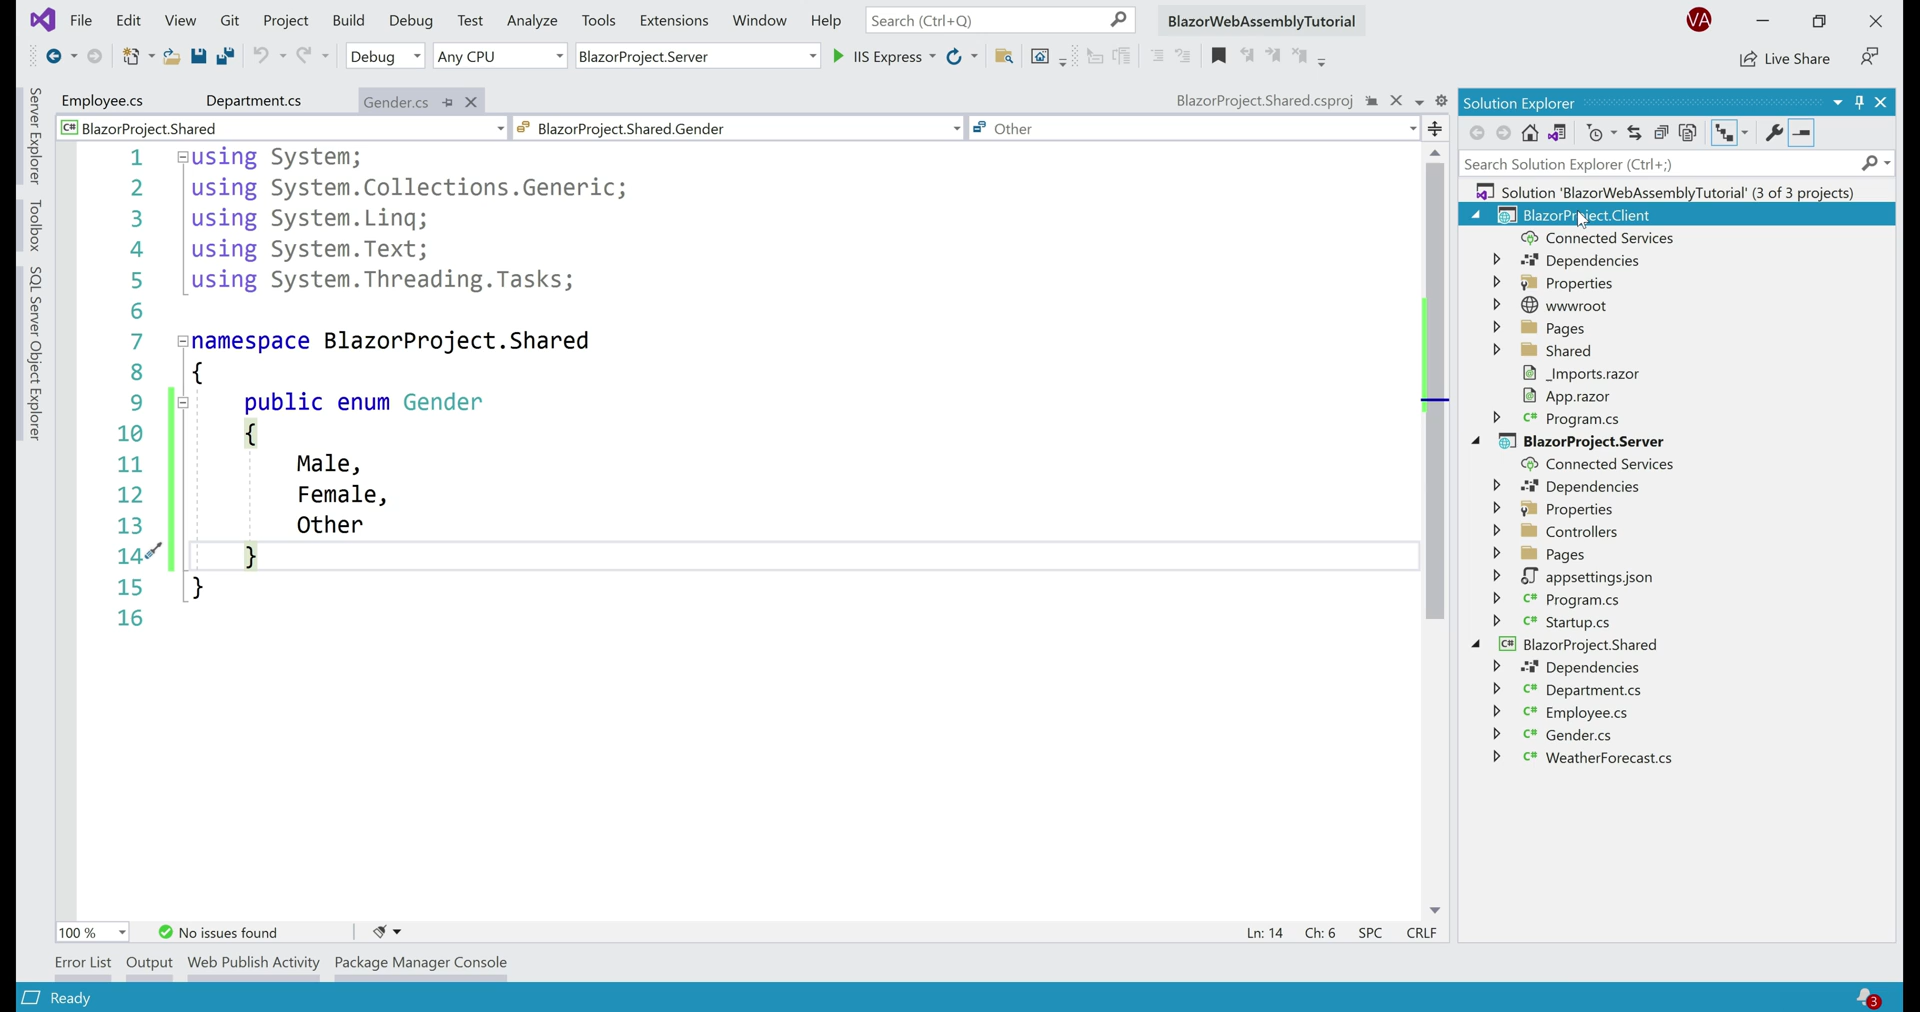 File Edit View Git Project Build Debug Test Analyze Tools Extensions Window Help Search (Ctrl+Q) BlazorWebAssemblyTutorial VA
Debug Any CPU BlazorProject.Server IIS Express Live Share
Server Explorer
Toolbox
SQL Server Object Explorer
Employee.cs Department.cs Gender.cs BlazorProject.Shared.csproj
C# BlazorProject.Shared BlazorProject.Shared.Gender Other
1 using System;
2 using System.Collections.Generic;
3 using System.Linq;
4 using System.Text;
5 using System.Threading.Tasks;
6
7 namespace BlazorProject.Shared
8 {
9 public enum Gender
10 {
11 Male,
12 Female,
13 Other
14 }
15 }
16
100 % No issues found Ln: 14 Ch: 6 SPC CRLF
Solution Explorer
Search Solution Explorer (Ctrl+;)
Solution 'BlazorWebAssemblyTutorial' (3 of 3 projects)
BlazorProject.Client
Connected Services
Dependencies
Properties
wwwroot
Pages
Shared
_Imports.razor
App.razor
C# Program.cs
BlazorProject.Server
Connected Services
Dependencies
Properties
Controllers
Pages
appsettings.json
C# Program.cs
C# Startup.cs
C# BlazorProject.Shared
Dependencies
C# Department.cs
C# Employee.cs
C# Gender.cs
C# WeatherForecast.cs
Error List Output Web Publish Activity Package Manager Console
Ready 3